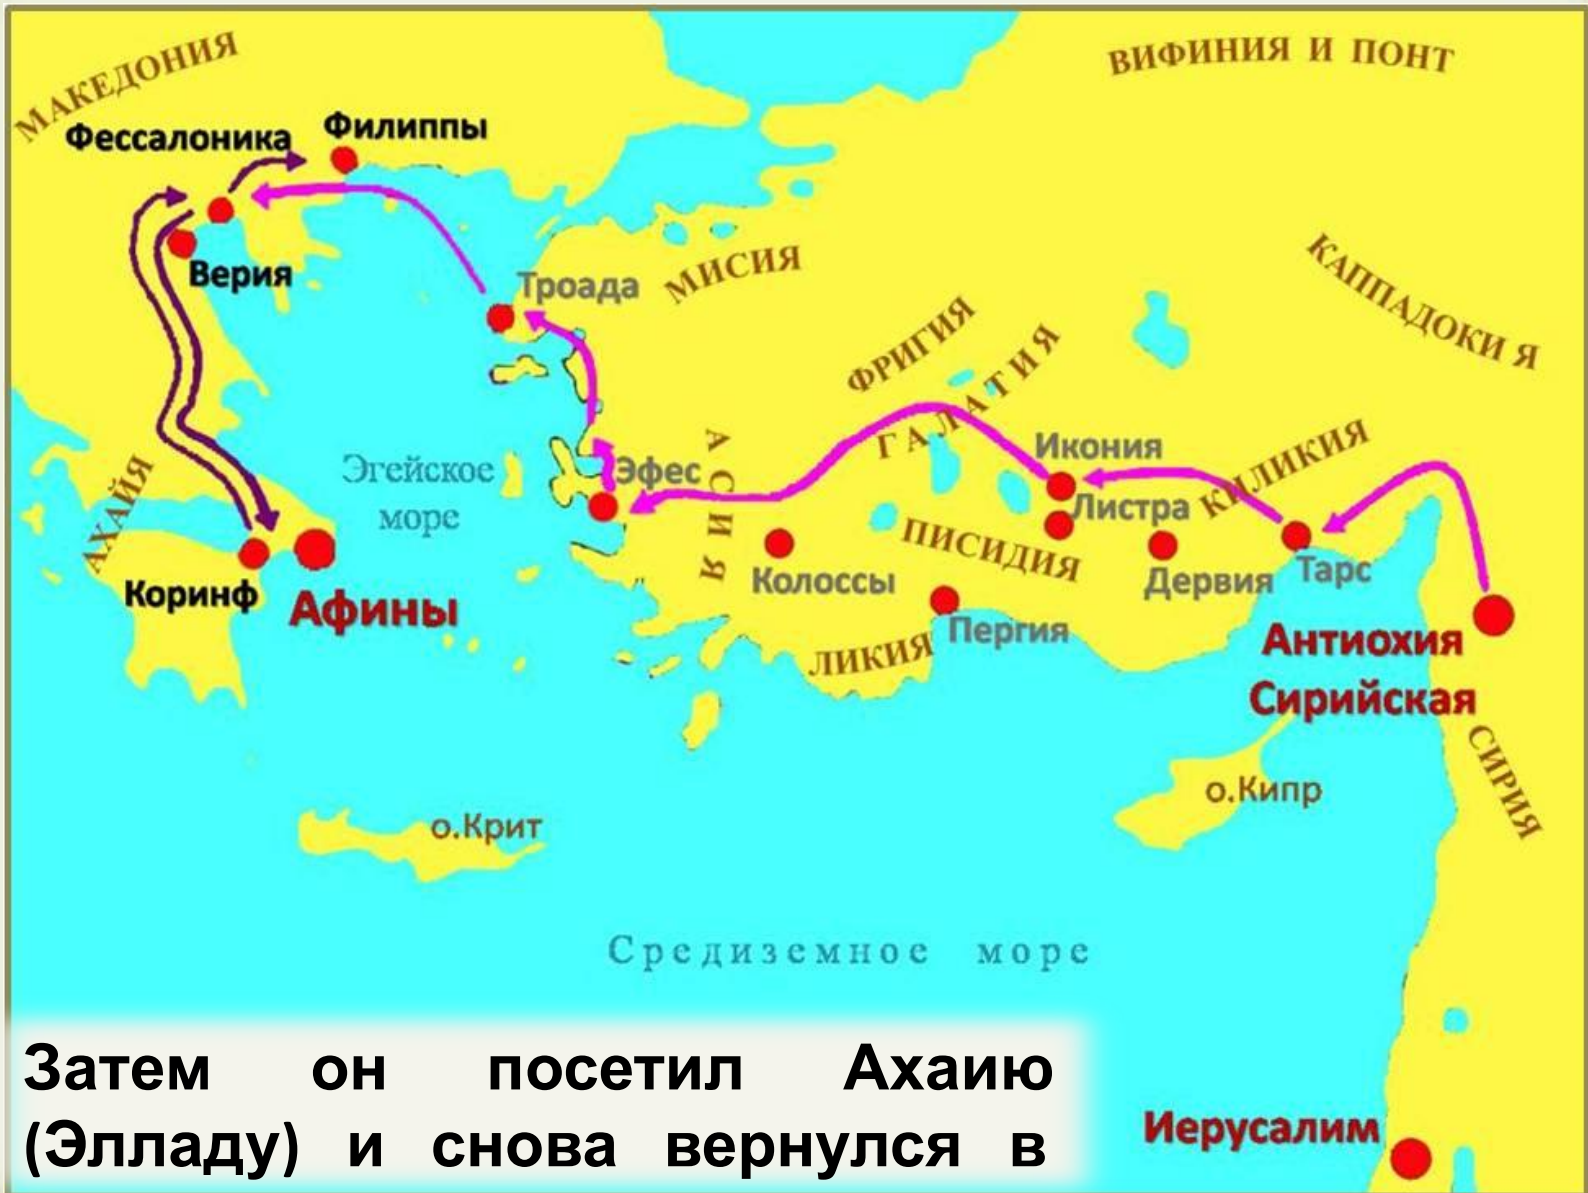 МАКЕДОНИЯ
ВИФИНИЯ И ПОНТ
Фессалоника
Филиппы
Верия
Троада
МИСИЯ
КАППАДОКИ Я
ФРИГИЯ
ГАЛАТИЯ
АСИЯ
Эгейское
море
Эфес
Икония
Листра
КИЛИКИЯ
АХАЙЯ
ПИСИДИЯ
Колоссы
Дервия
Тарс
Коринф
Афины
Пергия
ЛИКИЯ
Антиохия
Сирийская
СИРИЯ
о.Кипр
о.Крит
Средиземное море
Затем он посетил Ахаию
(Элладу) и снова вернулся в
Иерусалим